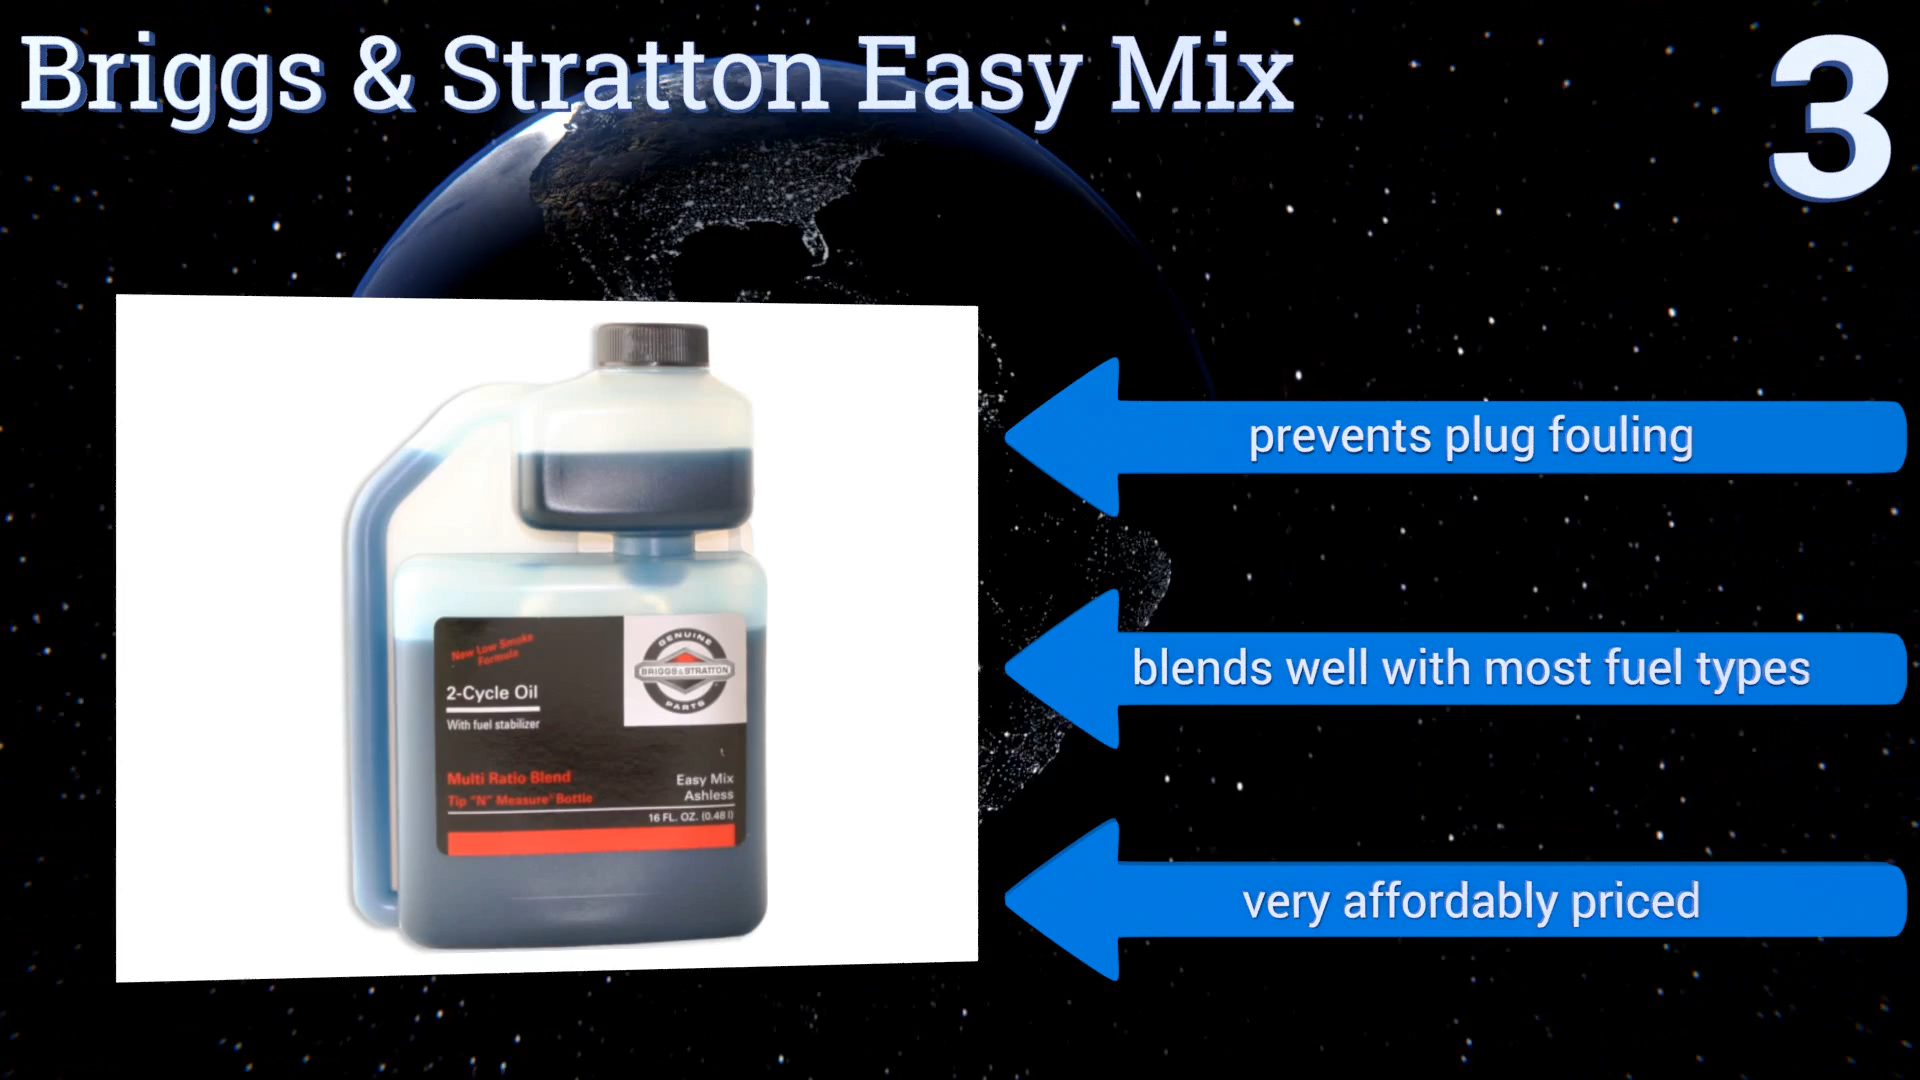 Briggs & Stratton Easy Mix
3
prevents plug fouling
blends well with most fuel types
very affordably priced
New Low Smoke
Formula
GENUINE
BRIGGS & STRATTON
PARTS
2-Cycle Oil
With fuel stabilizer
Multi Ratio Blend
Tip "N" Measure® Bottle
Easy Mix
Ashless
16 FL. OZ. (0.48 l)